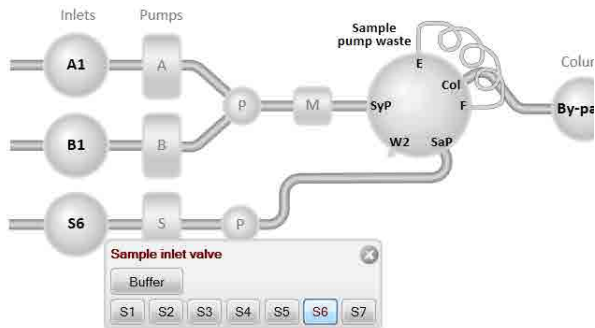 Inlets
Pumps
Sample
pump waste
E
Colu
A1
A
Col
P
M
SyP
F
By-pa
B1
B
W2
SaP
S6
S
P
Sample inlet valve
Buffer
S1 S2 S3 S4 S5 S6 S7